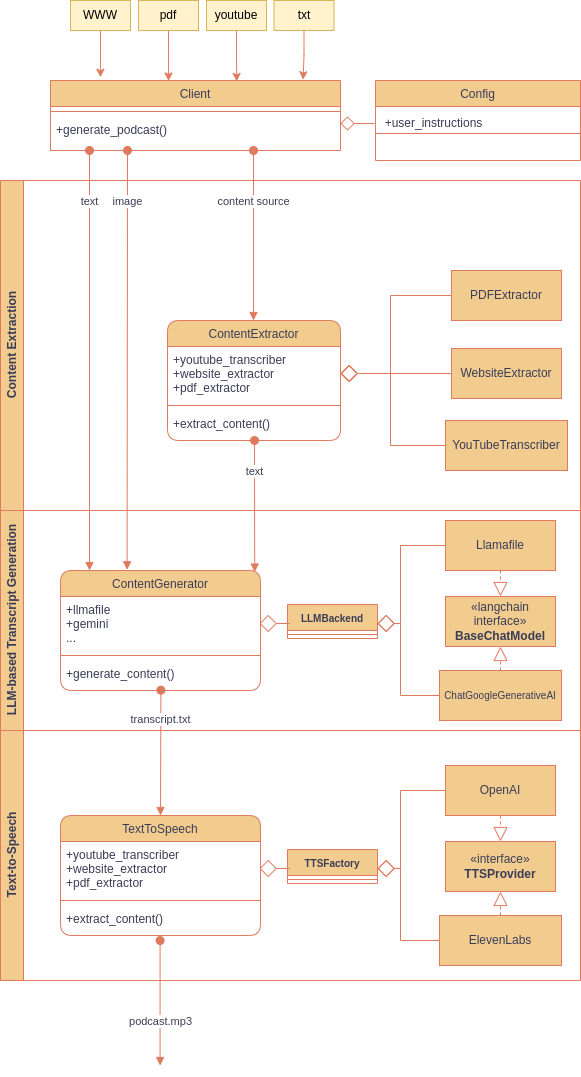 WWW
pdf
youtube
txt
Client
+generate_podcast()
Config
+user_instructions
text
image
content source
Content Extraction
ContentExtractor
+youtube_transcriber
+website_extractor
+pdf_extractor
+extract_content()
PDFExtractor
WebsiteExtractor
YouTubeTranscriber
text
LLM-based Transcript Generation
ContentGenerator
+llmafile
+gemini
...
+generate_content()
LLMBackend
Llamafile
«langchain
interface»
BaseChatModel
ChatGoogleGenerativeAI
transcript.txt
Text-to-Speech
TextToSpeech
+youtube_transcriber
+website_extractor
+pdf_extractor
+extract_content()
TTSFactory
OpenAI
«interface»
TTSProvider
ElevenLabs
podcast.mp3